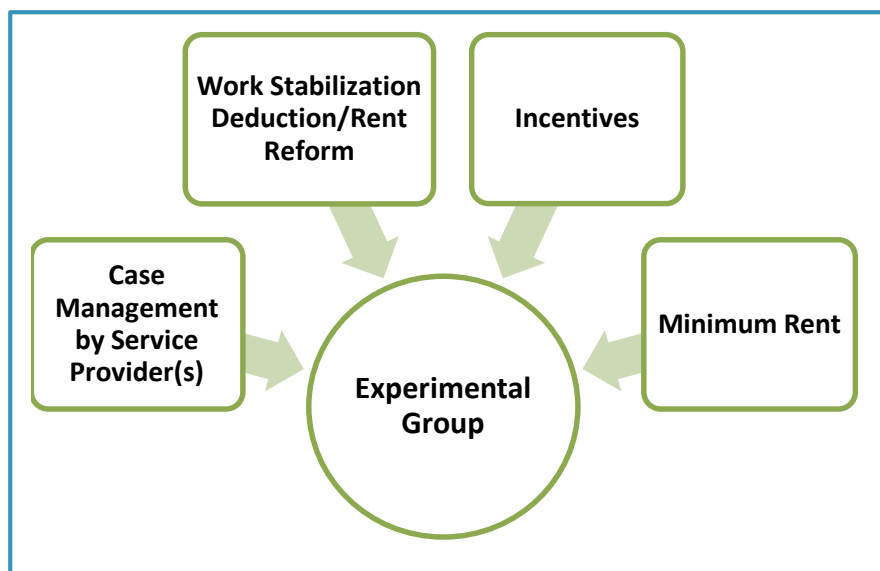 Work Stabilization
Deduction/Rent
Reform
Incentives
Case
Management
by Service
Provider(s)
Minimum Rent
Experimental
Group